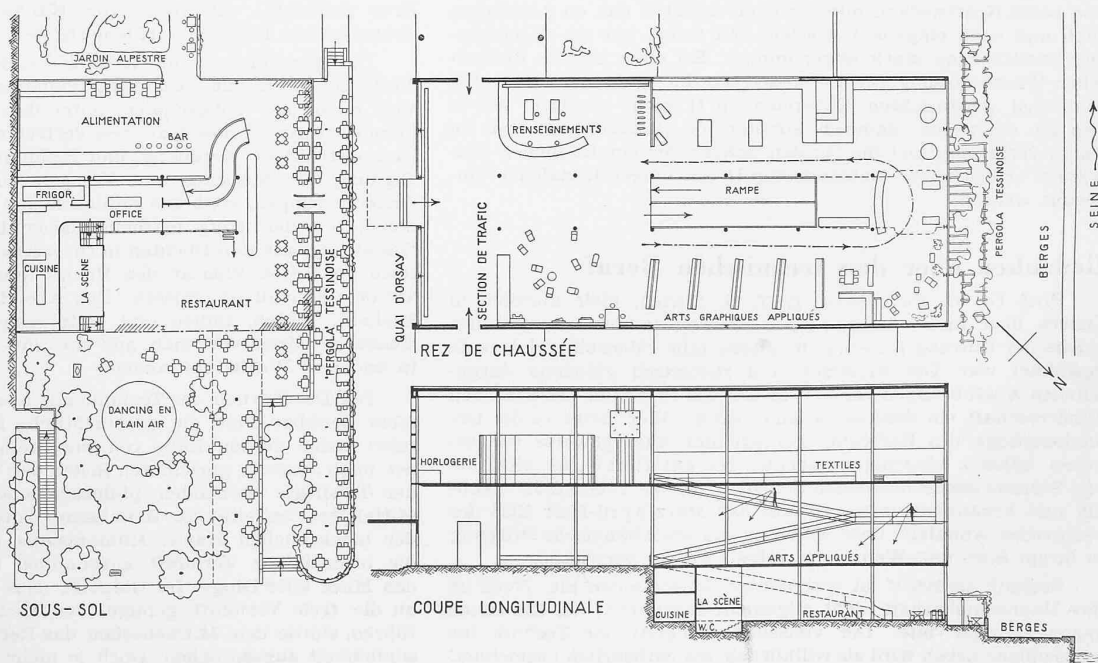 JARDIN ALPESTRE
ALIMENTATION
BAR
FRIGOR
OFFICE
CUISINE
SCÈNE
RESTAURANT
PERGOLA TESSINOISE
DANCING EN
PLEIN AIR
SOUS-SOL
QUAI D'ORSAY
SECTION DE TRAFIC
RENSEIGNEMENTS
RAMPE
ARTS GRAPHIQUES APPLIQUÉS
REZ DE CHAUSSÉE
PERGOLA TESSINOISE
BERGES
SEINE
N
HORLOGERIE
TEXTILES
ARTS APPLIQUÉS
CUISINE
LA SCÈNE
W.C.
RESTAURANT
BERGES
COUPE LONGITUDINALE